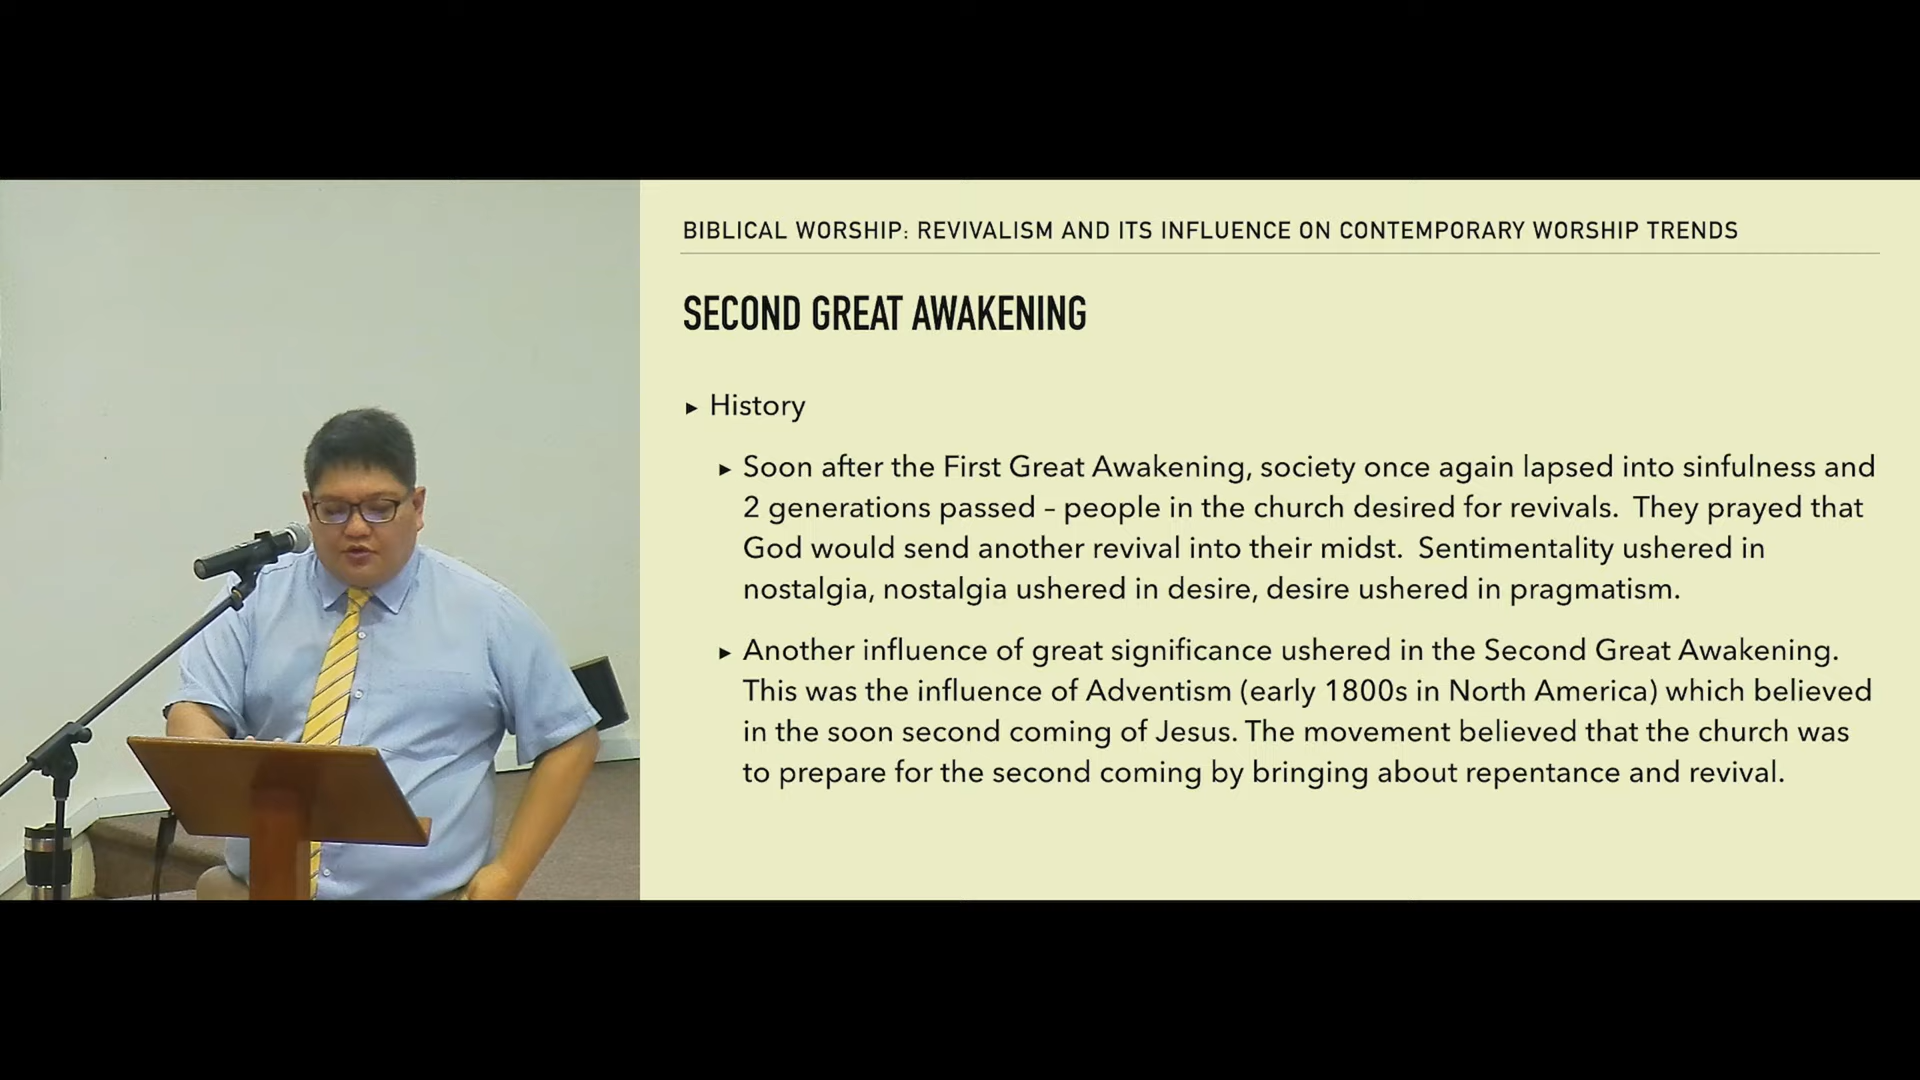 BIBLICAL WORSHIP: REVIVALISM AND ITS INFLUENCE ON CONTEMPORARY WORSHIP TRENDS
SECOND GREAT AWAKENING
▸ History
▸ Soon after the First Great Awakening, society once again lapsed into sinfulness and
2 generations passed – people in the church desired for revivals.  They prayed that
God would send another revival into their midst.  Sentimentality ushered in
nostalgia, nostalgia ushered in desire, desire ushered in pragmatism.
▸ Another influence of great significance ushered in the Second Great Awakening.
This was the influence of Adventism (early 1800s in North America) which believed
in the soon second coming of Jesus. The movement believed that the church was
to prepare for the second coming by bringing about repentance and revival.